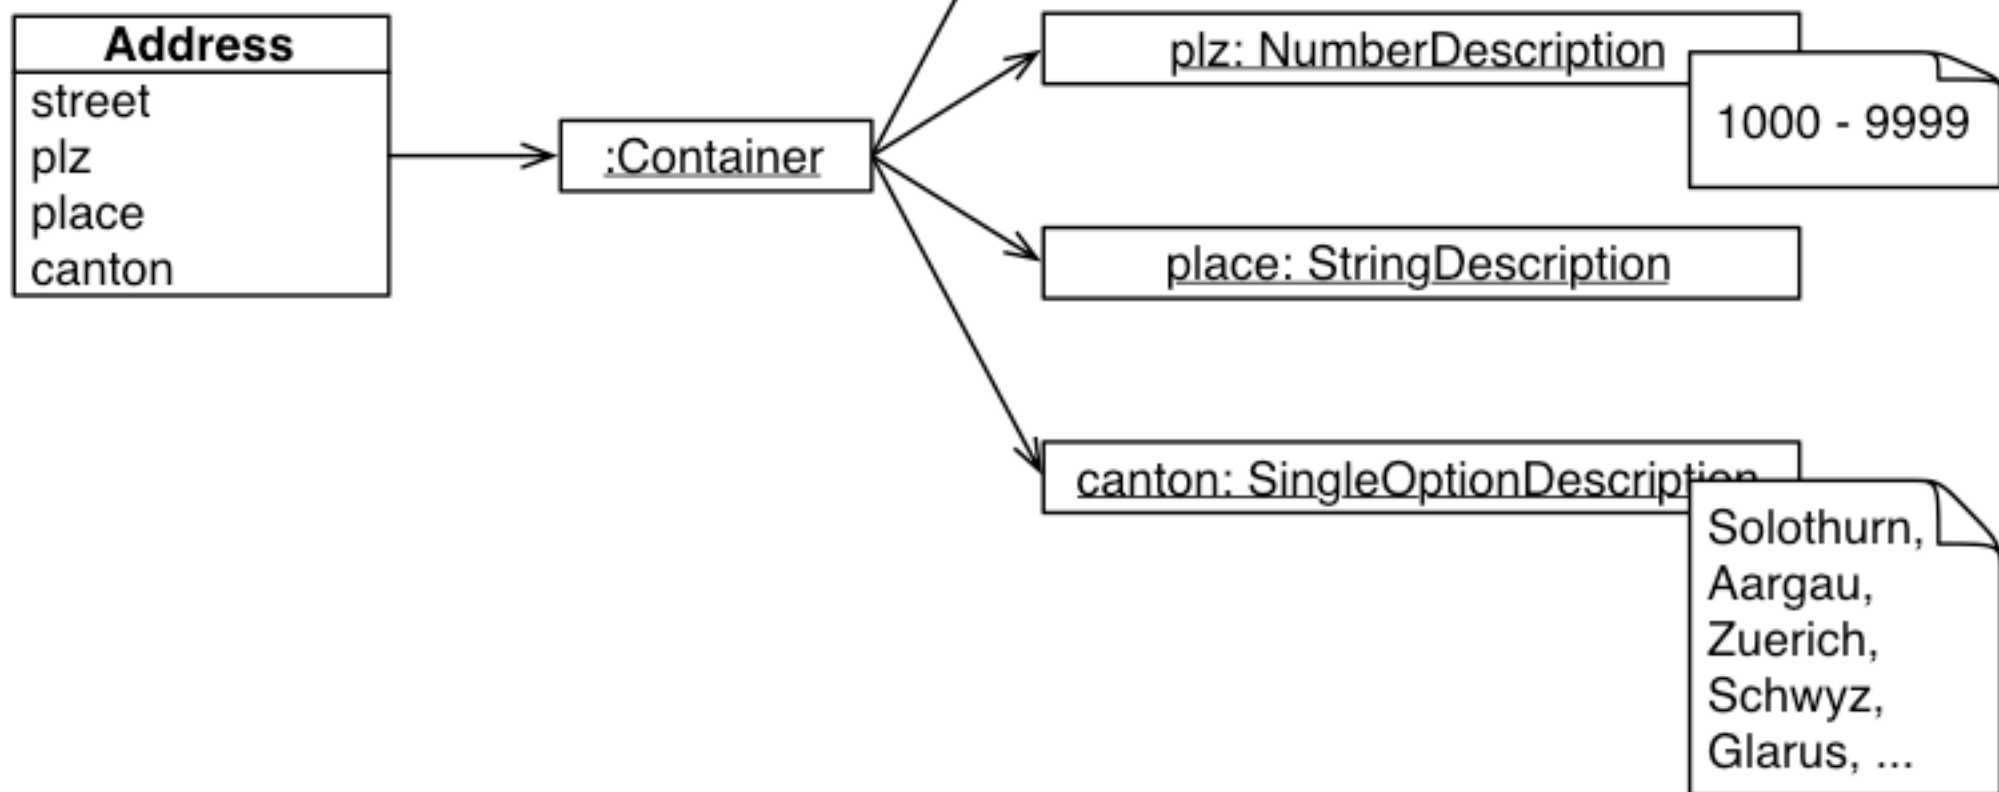 Address
street
plz
place
canton
:Container
plz: NumberDescription
1000 - 9999
place: StringDescription
canton: SingleOptionDescription
Solothurn,
Aargau,
Zuerich,
Schwyz,
Glarus, ...